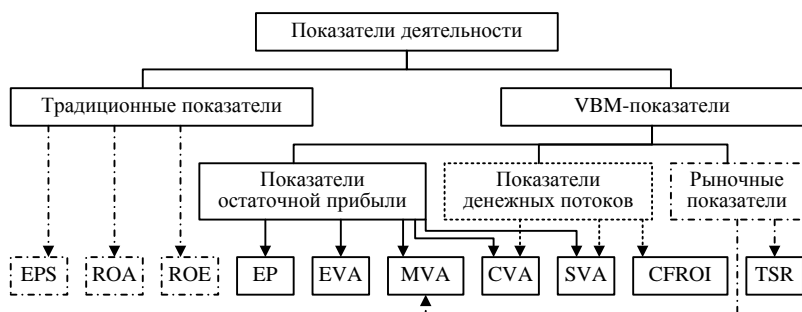 Показатели деятельности
Традиционные показатели
VBM-показатели
Показатели
остаточной прибыли
Показатели
денежных потоков
Рыночные
показатели
EPS
ROA
ROE
EP
EVA
MVA
CVA
SVA
CFROI
TSR